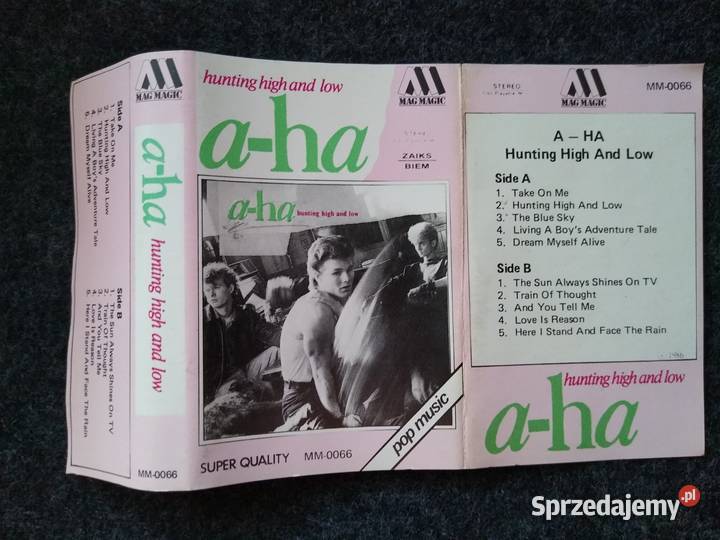 Side A
1. Take On Me
2. Hunting High And Low
3. The Blue Sky
4. Living A Boy's Adventure Tale
5. Dream Myself Alive
Side B
1. The Sun Always Shines On TV
2. Train Of Thought
3. And You Tell Me
4. Love Is Reason
5. Here I Stand And Face The Rain
MAG MAGIC
a-ha hunting high and low
MM-0066
hunting high and low
a-ha
MAG MAGIC
ZAIKS
BIEM
a-ha hunting high and low
pop music
SUPER QUALITY MM-0066
STEREO
MAG MAGIC
MM-0066
A – HA
Hunting High And Low
Side A
1. Take On Me
2. Hunting High And Low
3. The Blue Sky
4. Living A Boy's Adventure Tale
5. Dream Myself Alive
Side B
1. The Sun Always Shines On TV
2. Train Of Thought
3. And You Tell Me
4. Love Is Reason
5. Here I Stand And Face The Rain
1986
hunting high and low
a-ha
Sprzedajemy.pl